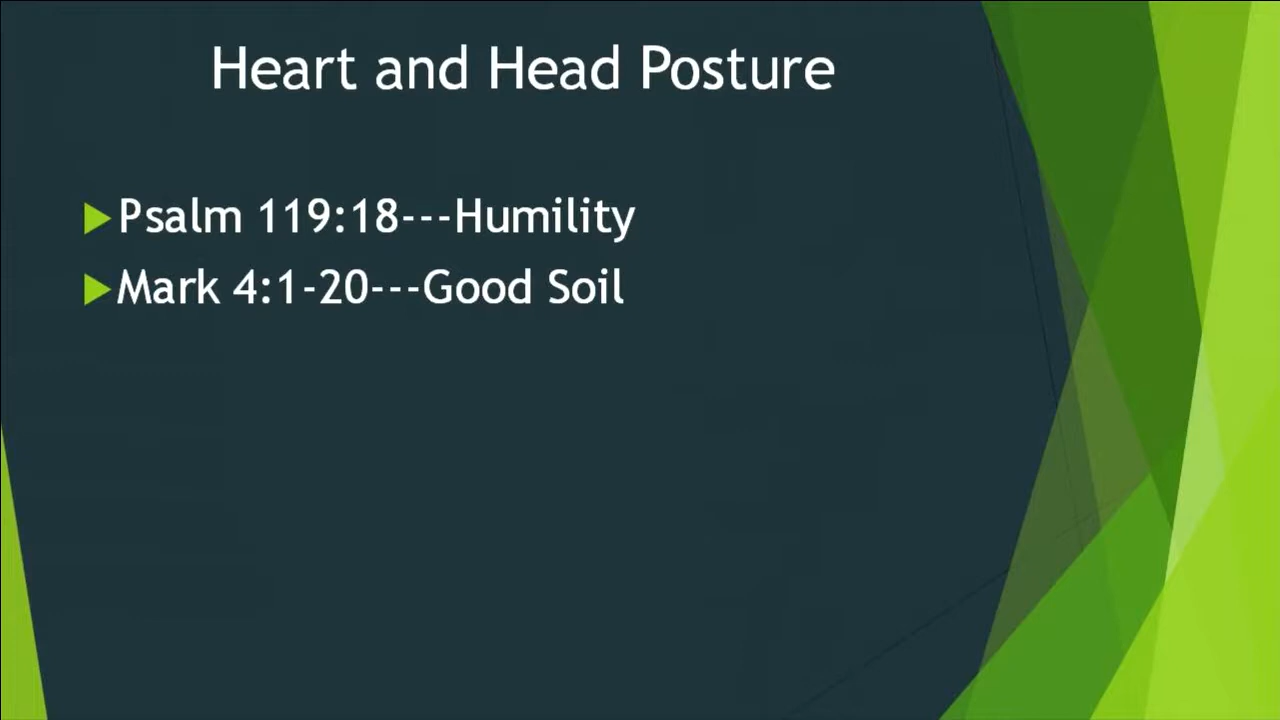 Heart and Head Posture
Psalm 119:18---Humility
Mark 4:1-20---Good Soil